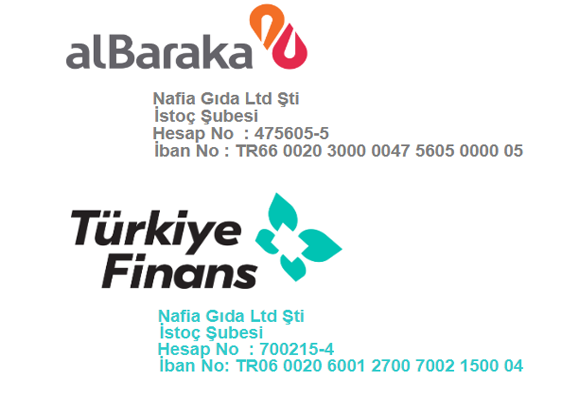 alBaraka
Nafia Gıda Ltd Şti
İstoç Şubesi
Hesap No : 475605-5
İban No : TR66 0020 3000 0047 5605 0000 05
Türkiye
Finans
Nafia Gıda Ltd Şti
İstoç Şubesi
Hesap No : 700215-4
İban No: TR06 0020 6001 2700 7002 1500 04